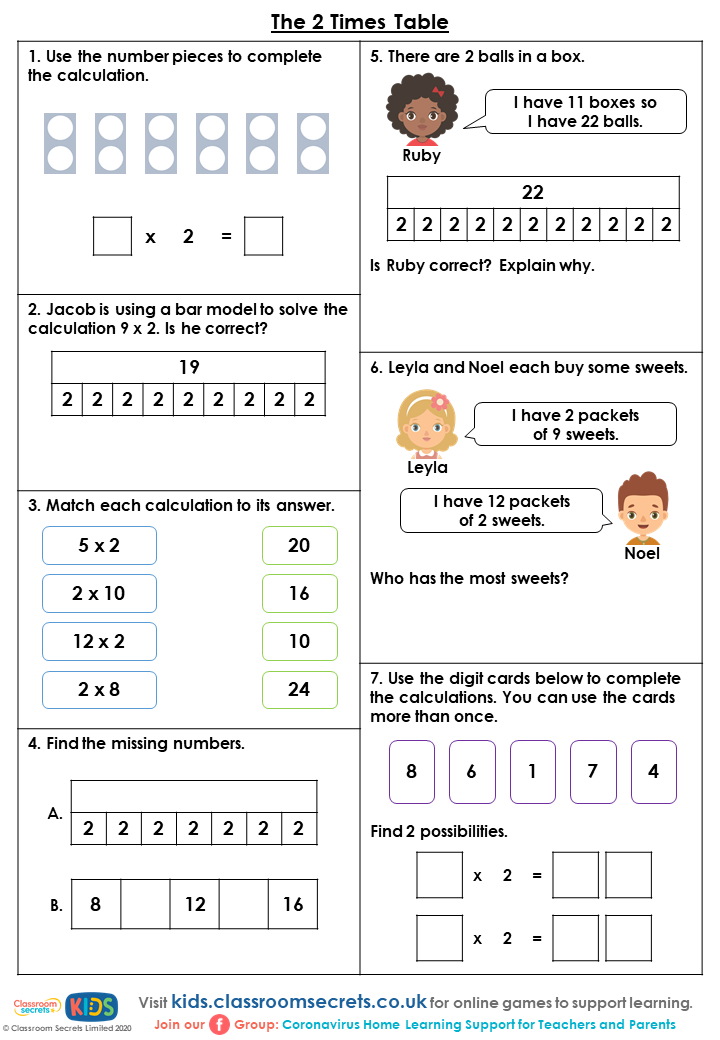 The 2 Times Table
1. Use the number pieces to complete
the calculation.
x 2 =
2. Jacob is using a bar model to solve the
calculation 9 x 2. Is he correct?
19
2 2 2 2 2 2 2 2 2
3. Match each calculation to its answer.
5 x 2 20
2 x 10 16
12 x 2 10
2 x 8 24
4. Find the missing numbers.
A.
2 2 2 2 2 2 2
B. 8 12 16
5. There are 2 balls in a box.
I have 11 boxes so
I have 22 balls.
Ruby
22
2 2 2 2 2 2 2 2 2 2 2
Is Ruby correct? Explain why.
6. Leyla and Noel each buy some sweets.
I have 2 packets
of 9 sweets.
Leyla
I have 12 packets
of 2 sweets.
Noel
Who has the most sweets?
7. Use the digit cards below to complete
the calculations. You can use the cards
more than once.
8 6 1 7 4
Find 2 possibilities.
x 2 =
x 2 =
Classroom
Secrets
KIDS
© Classroom Secrets Limited 2020
Visit kids.classroomsecrets.co.uk for online games to support learning.
Join our f Group: Coronavirus Home Learning Support for Teachers and Parents